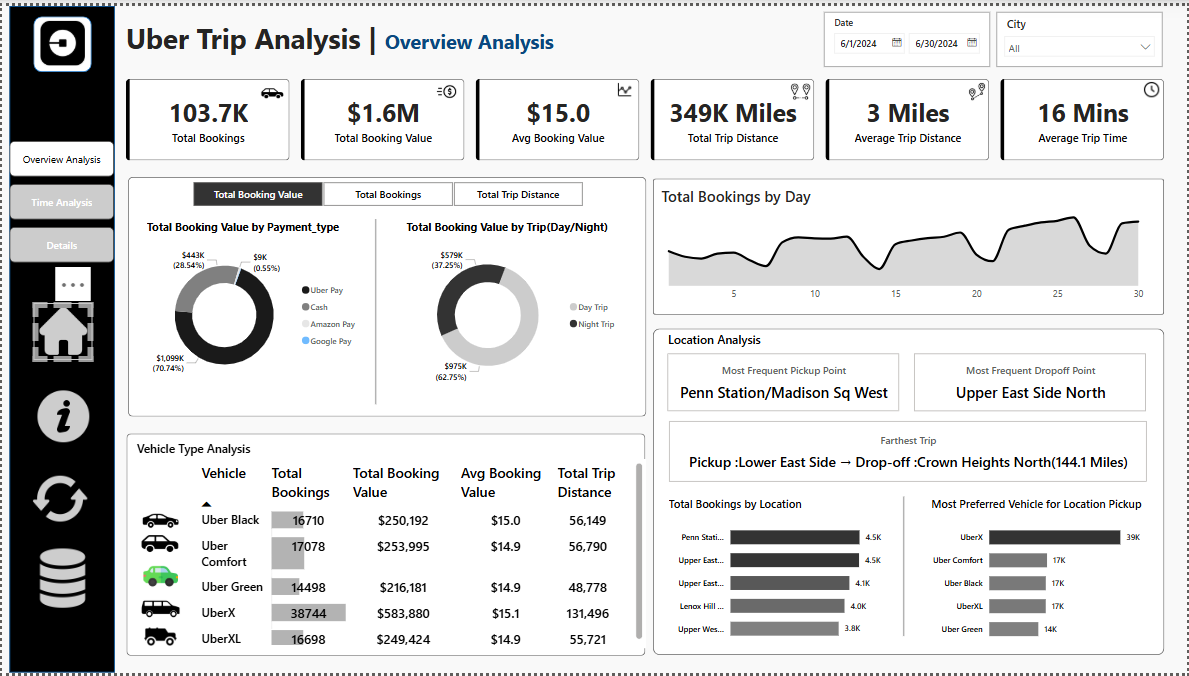 Uber Trip Analysis | Overview Analysis
Date
6/1/2024 6/30/2024
City
All
103.7K
Total Bookings
$1.6M
Total Booking Value
$15.0
Avg Booking Value
349K Miles
Total Trip Distance
3 Miles
Average Trip Distance
16 Mins
Average Trip Time
Overview Analysis
Time Analysis
Details
Total Booking Value
Total Bookings
Total Trip Distance
Total Booking Value by Payment_type
$443K
(28.54%)
$9K
(0.55%)
$1,099K
(70.74%)
Uber Pay
Cash
Amazon Pay
Google Pay
Total Booking Value by Trip(Day/Night)
$579K
(37.25%)
$975K
(62.75%)
Day Trip
Night Trip
Total Bookings by Day
5 10 15 20 25 30
Vehicle Type Analysis
Vehicle Total Bookings Total Booking Value Avg Booking Value Total Trip Distance
Uber Black 16710 $250,192 $15.0 56,149
Uber Comfort 17078 $253,995 $14.9 56,790
Uber Green 14498 $216,181 $14.9 48,778
UberX 38744 $583,880 $15.1 131,496
UberXL 16698 $249,424 $14.9 55,721
Location Analysis
Most Frequent Pickup Point
Penn Station/Madison Sq West
Most Frequent Dropoff Point
Upper East Side North
Farthest Trip
Pickup :Lower East Side → Drop-off :Crown Heights North(144.1 Miles)
Total Bookings by Location
Penn Stati... 4.5K
Upper East... 4.5K
Upper East... 4.1K
Lenox Hill ... 4.0K
Upper Wes... 3.8K
Most Preferred Vehicle for Location Pickup
UberX 39K
Uber Comfort 17K
Uber Black 17K
UberXL 17K
Uber Green 14K